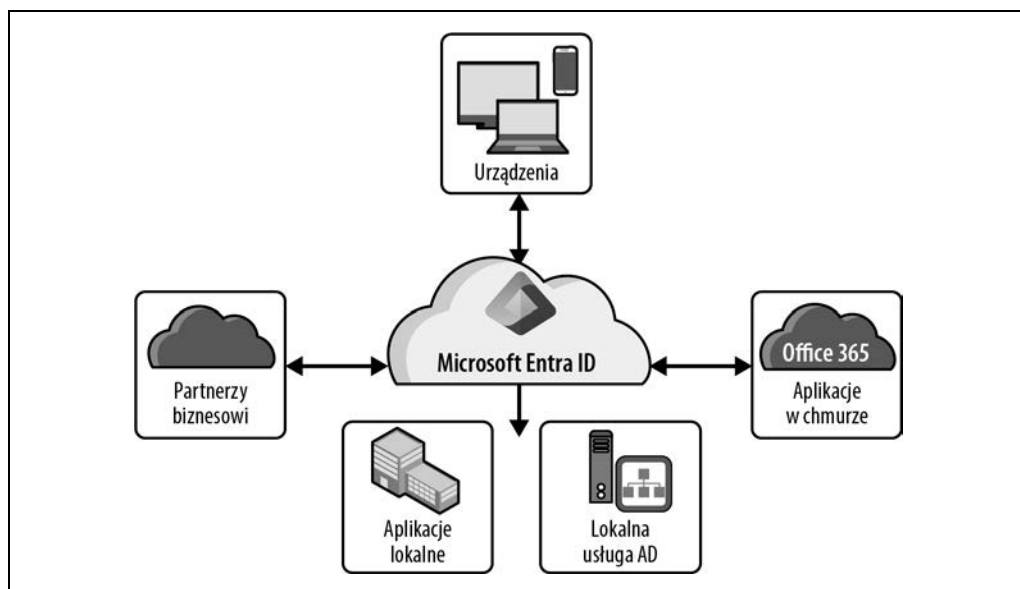 Urządzenia
Microsoft Entra ID
Partnerzy
biznesowi
Office 365
Aplikacje
w chmurze
Aplikacje
lokalne
Lokalna
usługa AD